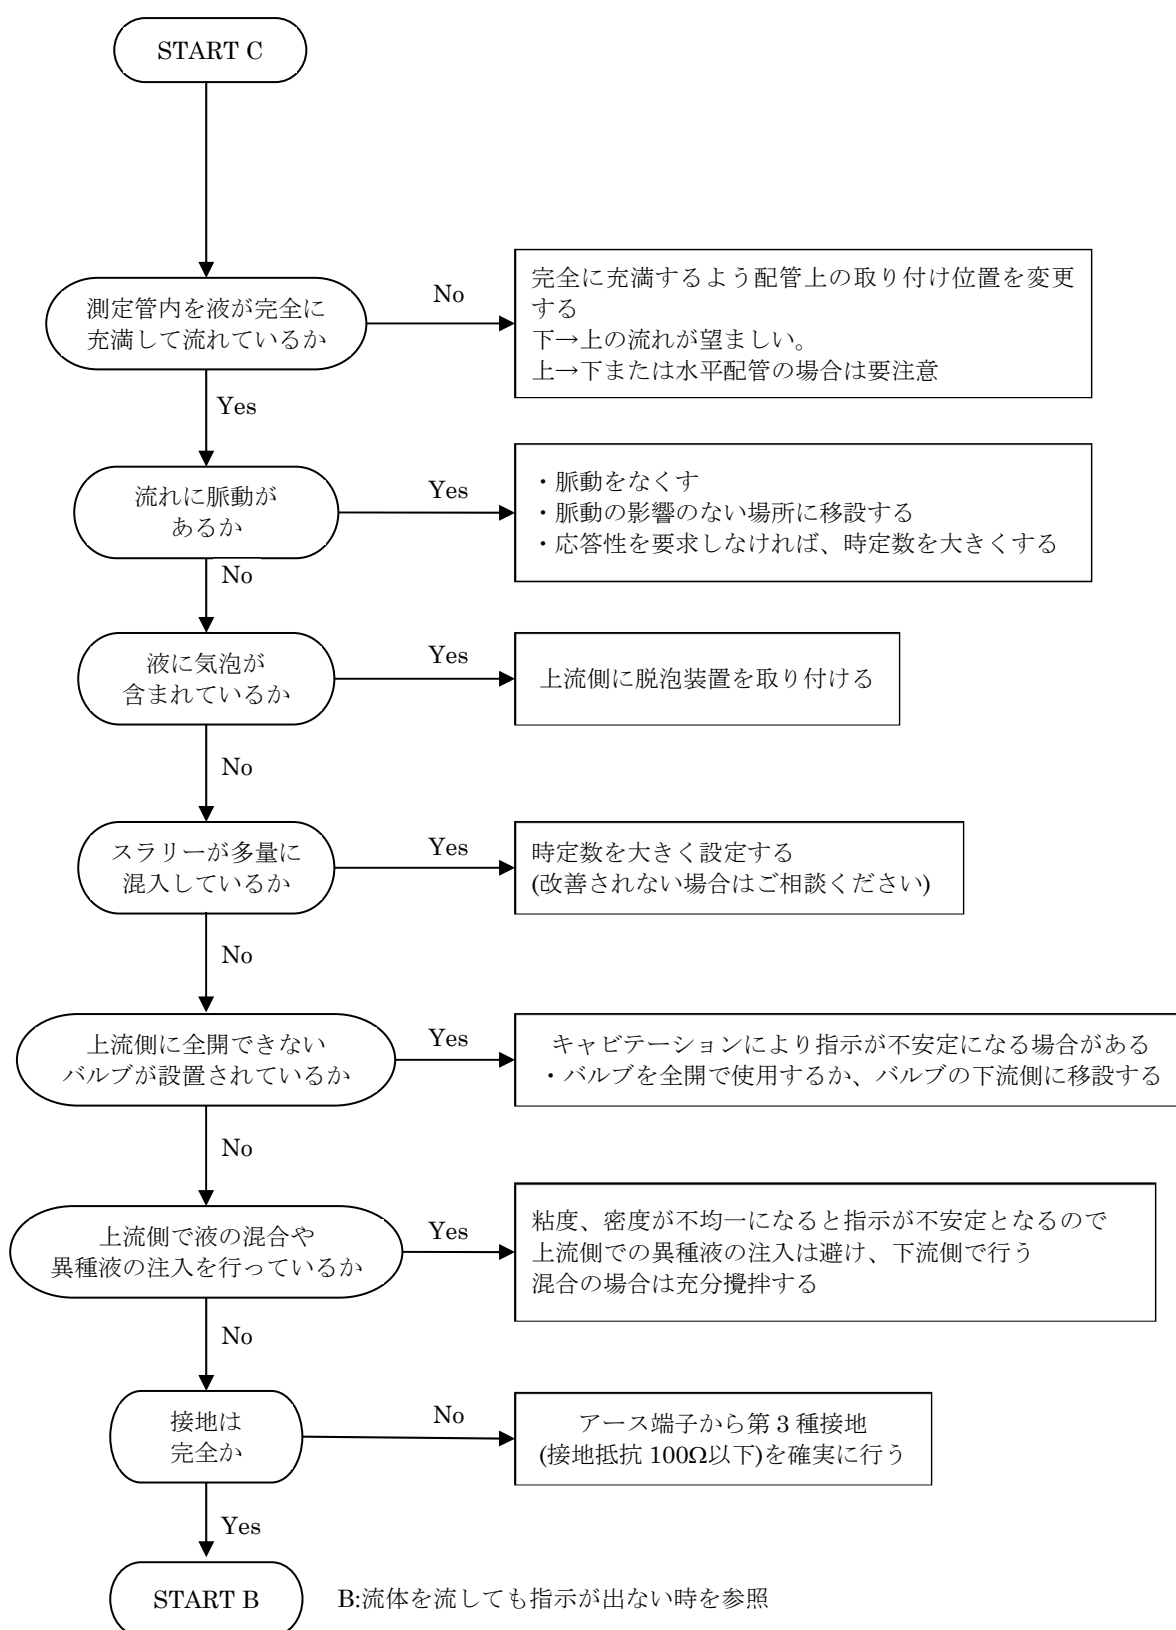 START C
測定管内を液が完全に
充満して流れているか
No
完全に充満するよう配管上の取り付け位置を変更
する
下→上の流れが望ましい。
上→下または水平配管の場合は要注意
Yes
流れに脈動が
あるか
Yes
・脈動をなくす
・脈動の影響のない場所に移設する
・応答性を要求しなければ、時定数を大きくする
No
液に気泡が
含まれているか
Yes
上流側に脱泡装置を取り付ける
No
スラリーが多量に
混入しているか
Yes
時定数を大きく設定する
(改善されない場合はご相談ください)
No
上流側に全開できない
バルブが設置されているか
Yes
キャビテーションにより指示が不安定になる場合がある
・バルブを全開で使用するか、バルブの下流側に移設する
No
上流側で液の混合や
異種液の注入を行っているか
Yes
粘度、密度が不均一になると指示が不安定となるので
上流側での異種液の注入は避け、下流側で行う
混合の場合は充分攪拌する
No
接地は
完全か
No
アース端子から第 3 種接地
(接地抵抗 100Ω以下)を確実に行う
Yes
START B
B:流体を流しても指示が出ない時を参照